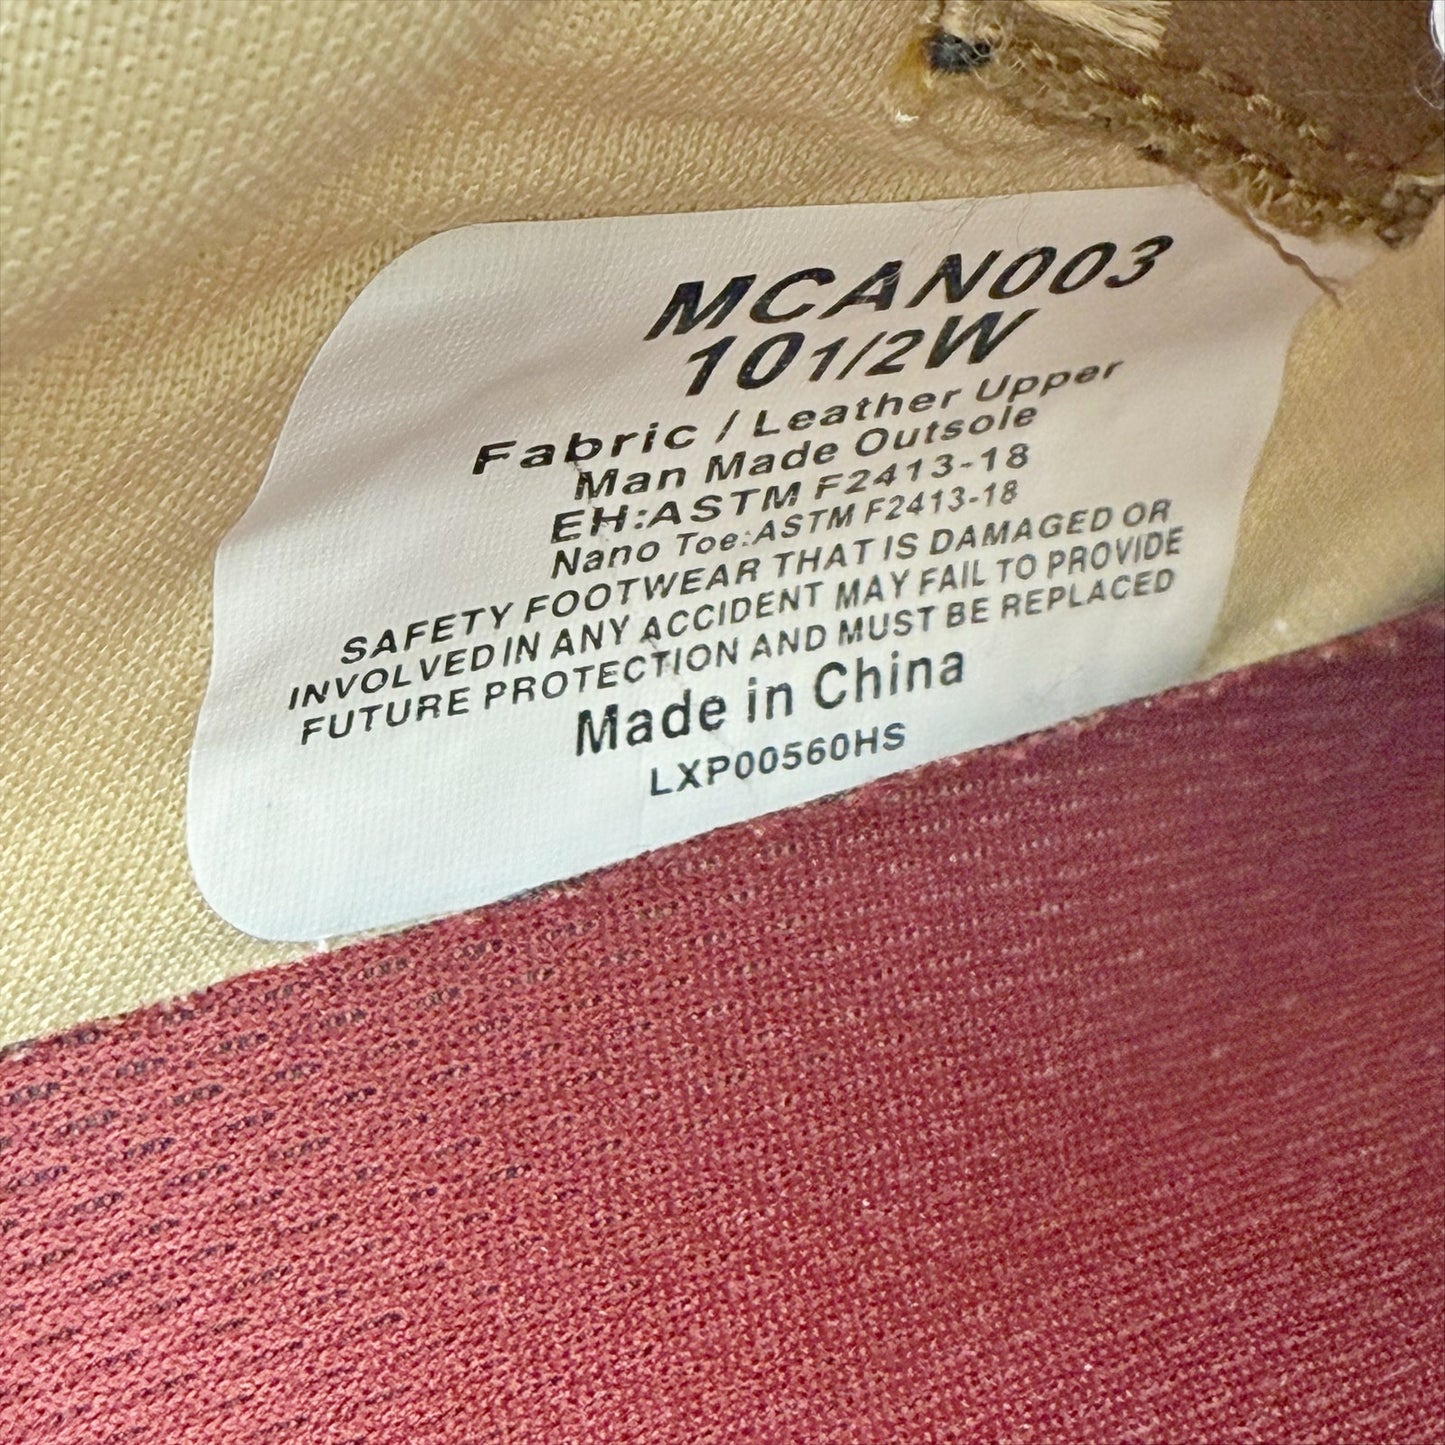 MCAN003
10 1/2W
Fabric / Leather Upper
Man Made Outsole
EH:ASTM F2413-18
Nano Toe:ASTM F2413-18
SAFETY FOOTWEAR THAT IS DAMAGED OR
INVOLVED IN ANY ACCIDENT MAY FAIL TO PROVIDE
FUTURE PROTECTION AND MUST BE REPLACED
Made in China
LXP00560HS